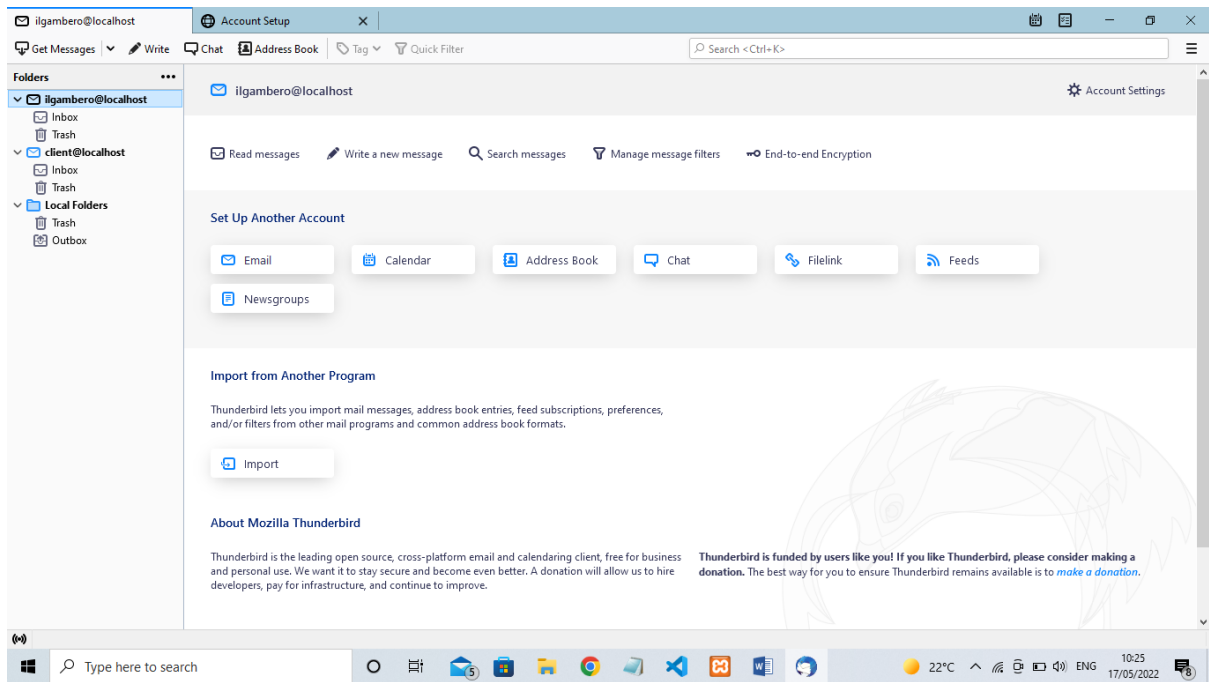 ilgambero@localhost
Account Setup
Get Messages
Write
Chat
Address Book
Tag
Quick Filter
Search <Ctrl+K>
Folders
ilgambero@localhost
Inbox
Trash
client@localhost
Inbox
Trash
Local Folders
Trash
Outbox
ilgambero@localhost
Account Settings
Read messages
Write a new message
Search messages
Manage message filters
End-to-end Encryption
Set Up Another Account
Email
Calendar
Address Book
Chat
Filelink
Feeds
Newsgroups
Import from Another Program
Thunderbird lets you import mail messages, address book entries, feed subscriptions, preferences,
and/or filters from other mail programs and common address book formats.
Import
About Mozilla Thunderbird
Thunderbird is the leading open source, cross-platform email and calendaring client, free for business
and personal use. We want it to stay secure and become even better. A donation will allow us to hire
developers, pay for infrastructure, and continue to improve.
Thunderbird is funded by users like you! If you like Thunderbird, please consider making a
donation. The best way for you to ensure Thunderbird remains available is to make a donation.
Type here to search
5
22°C
ENG
10:25
17/05/2022
8